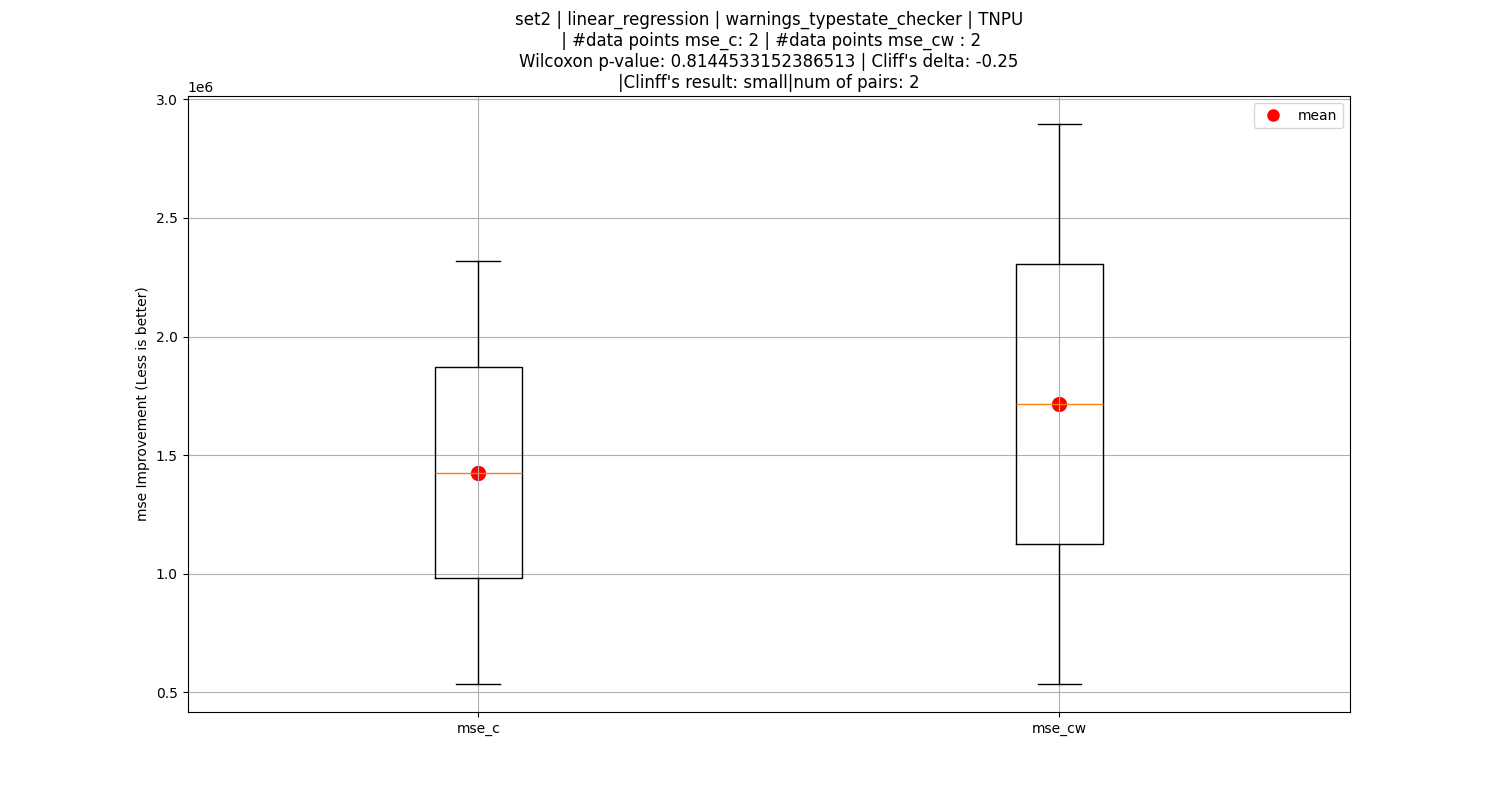 set2 | linear_regression | warnings_typestate_checker | TNPU
| #data points mse_c: 2 | #data points mse_cw : 2
Wilcoxon p-value: 0.8144533152386513 | Cliff's delta: -0.25
|Clinff's result: small|num of pairs: 2
1e6
3.0
2.5
2.0
1.5
1.0
0.5
mse Improvement (Less is better)
mean
mse_c
mse_cw